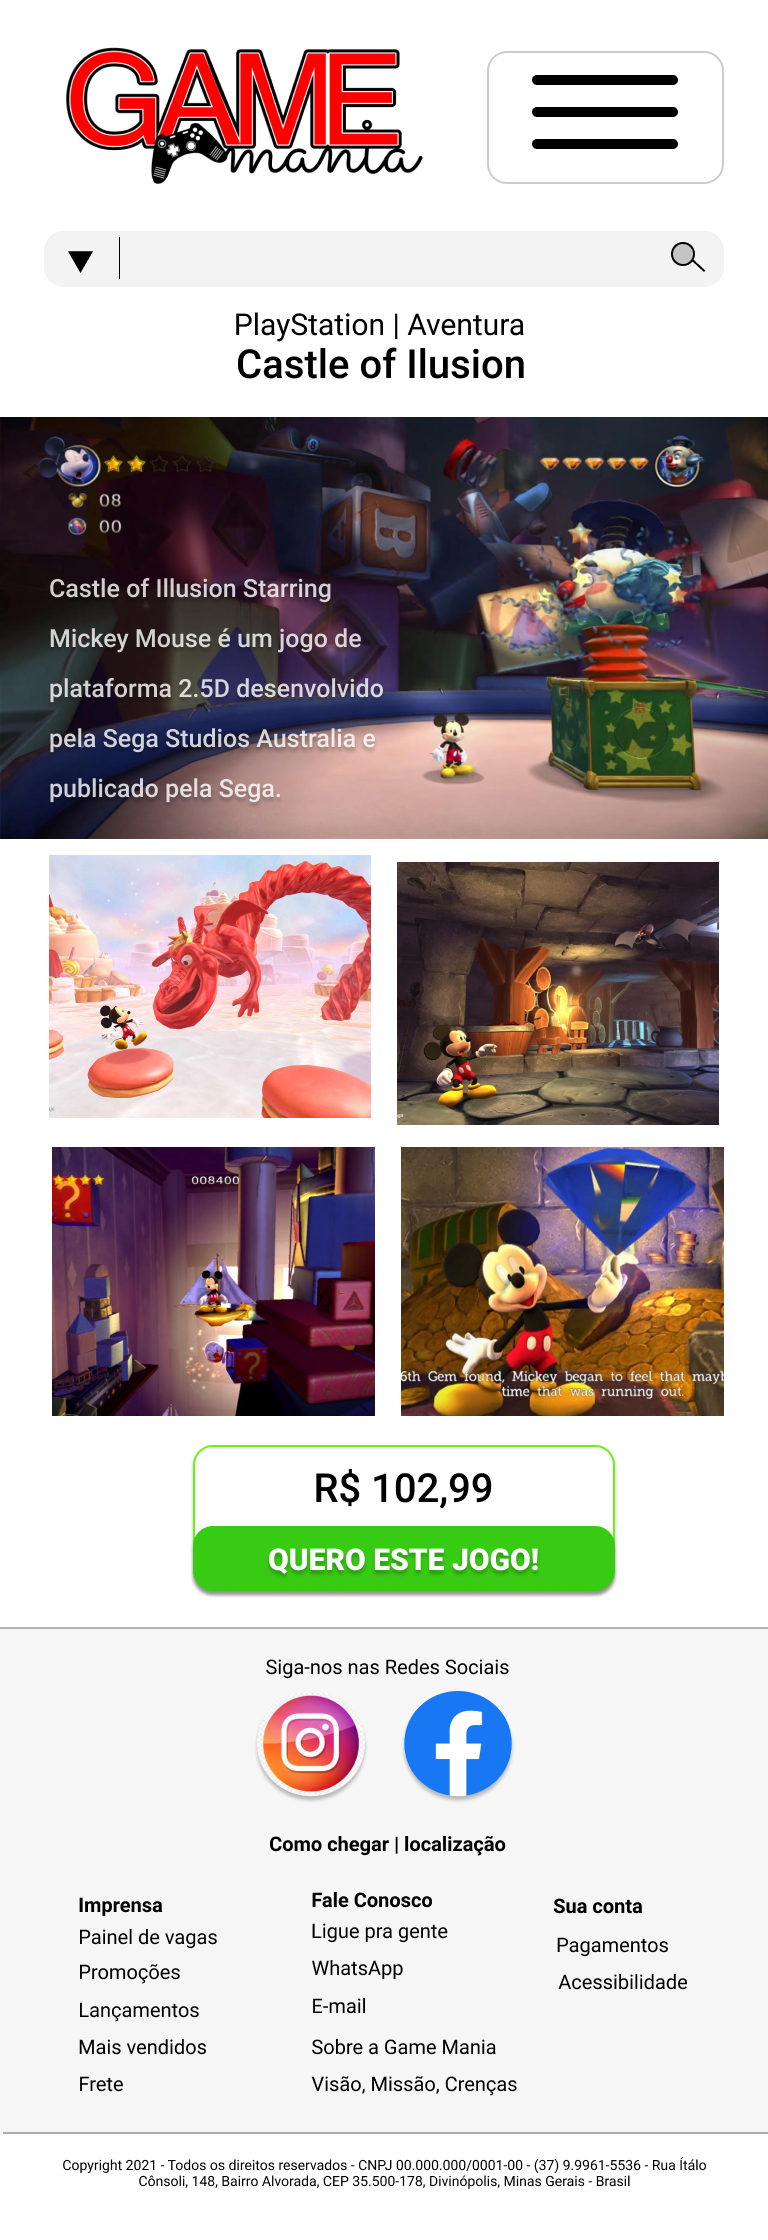 GAME
mania
PlayStation | Aventura
Castle of Ilusion
08
00
B
Castle of Illusion Starring
Mickey Mouse é um jogo de
plataforma 2.5D desenvolvido
pela Sega Studios Australia e
publicado pela Sega.
008400
?
?
6th Gem found, Mickey began to feel that mayb
time that was running out.
R$ 102,99
QUERO ESTE JOGO!
Siga-nos nas Redes Sociais
Como chegar | localização
Imprensa
Painel de vagas
Promoções
Lançamentos
Mais vendidos
Frete
Fale Conosco
Ligue pra gente
WhatsApp
E-mail
Sobre a Game Mania
Visão, Missão, Crenças
Sua conta
Pagamentos
Acessibilidade
Copyright 2021 - Todos os direitos reservados - CNPJ 00.000.000/0001-00 - (37) 9.9961-5536 - Rua Ítálo
Cônsoli, 148, Bairro Alvorada, CEP 35.500-178, Divinópolis, Minas Gerais - Brasil